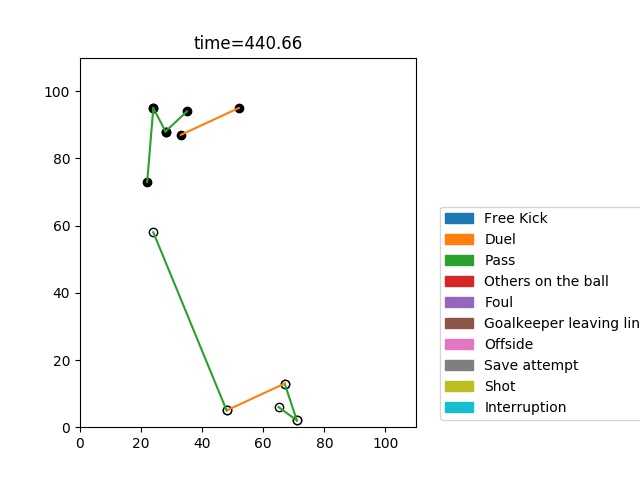 time=440.66
100
80
60
40
20
0
0 20 40 60 80 100
Free Kick
Duel
Pass
Others on the ball
Foul
Goalkeeper leaving lin
Offside
Save attempt
Shot
Interruption